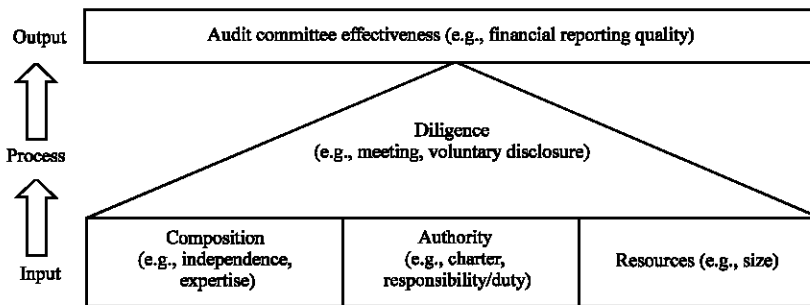 Output
Audit committee effectiveness (e.g., financial reporting quality)
Diligence
(e.g., meeting, voluntary disclosure)
Process
Composition
(e.g., independence,
expertise)
Authority
(e.g., charter,
responsibility/duty)
Resources (e.g., size)
Input